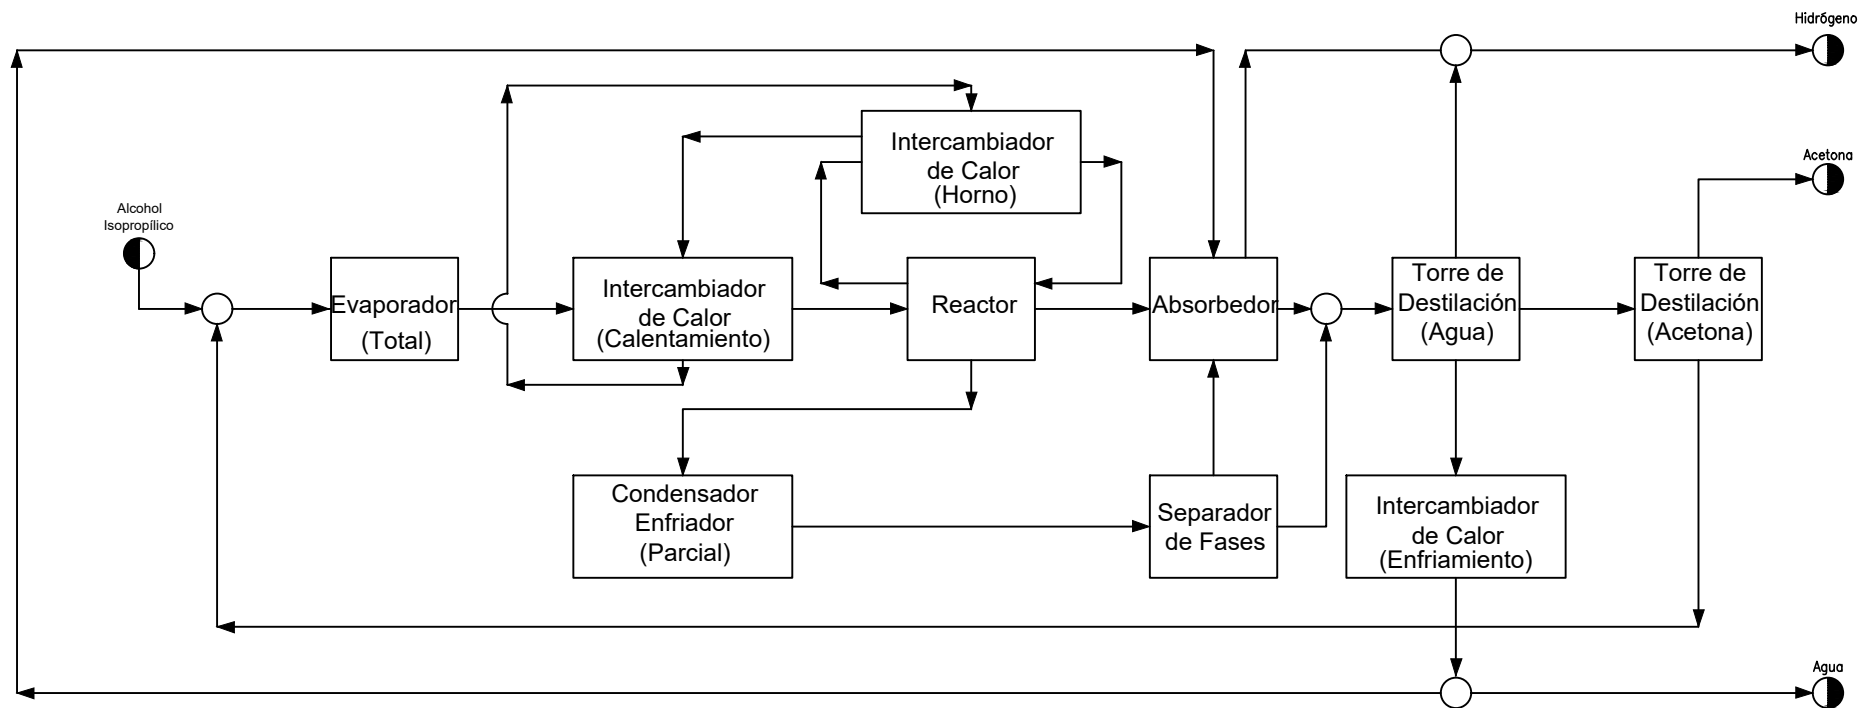 Hidrógeno
Intercambiador
de Calor
(Horno)
Acetona
Alcohol
Isopropílico
Evaporador
(Total)
Intercambiador
de Calor
(Calentamiento)
Reactor
Absorbedor
Torre de
Destilación
(Agua)
Torre de
Destilación
(Acetona)
Condensador
Enfriador
(Parcial)
Separador
de Fases
Intercambiador
de Calor
(Enfriamiento)
Agua